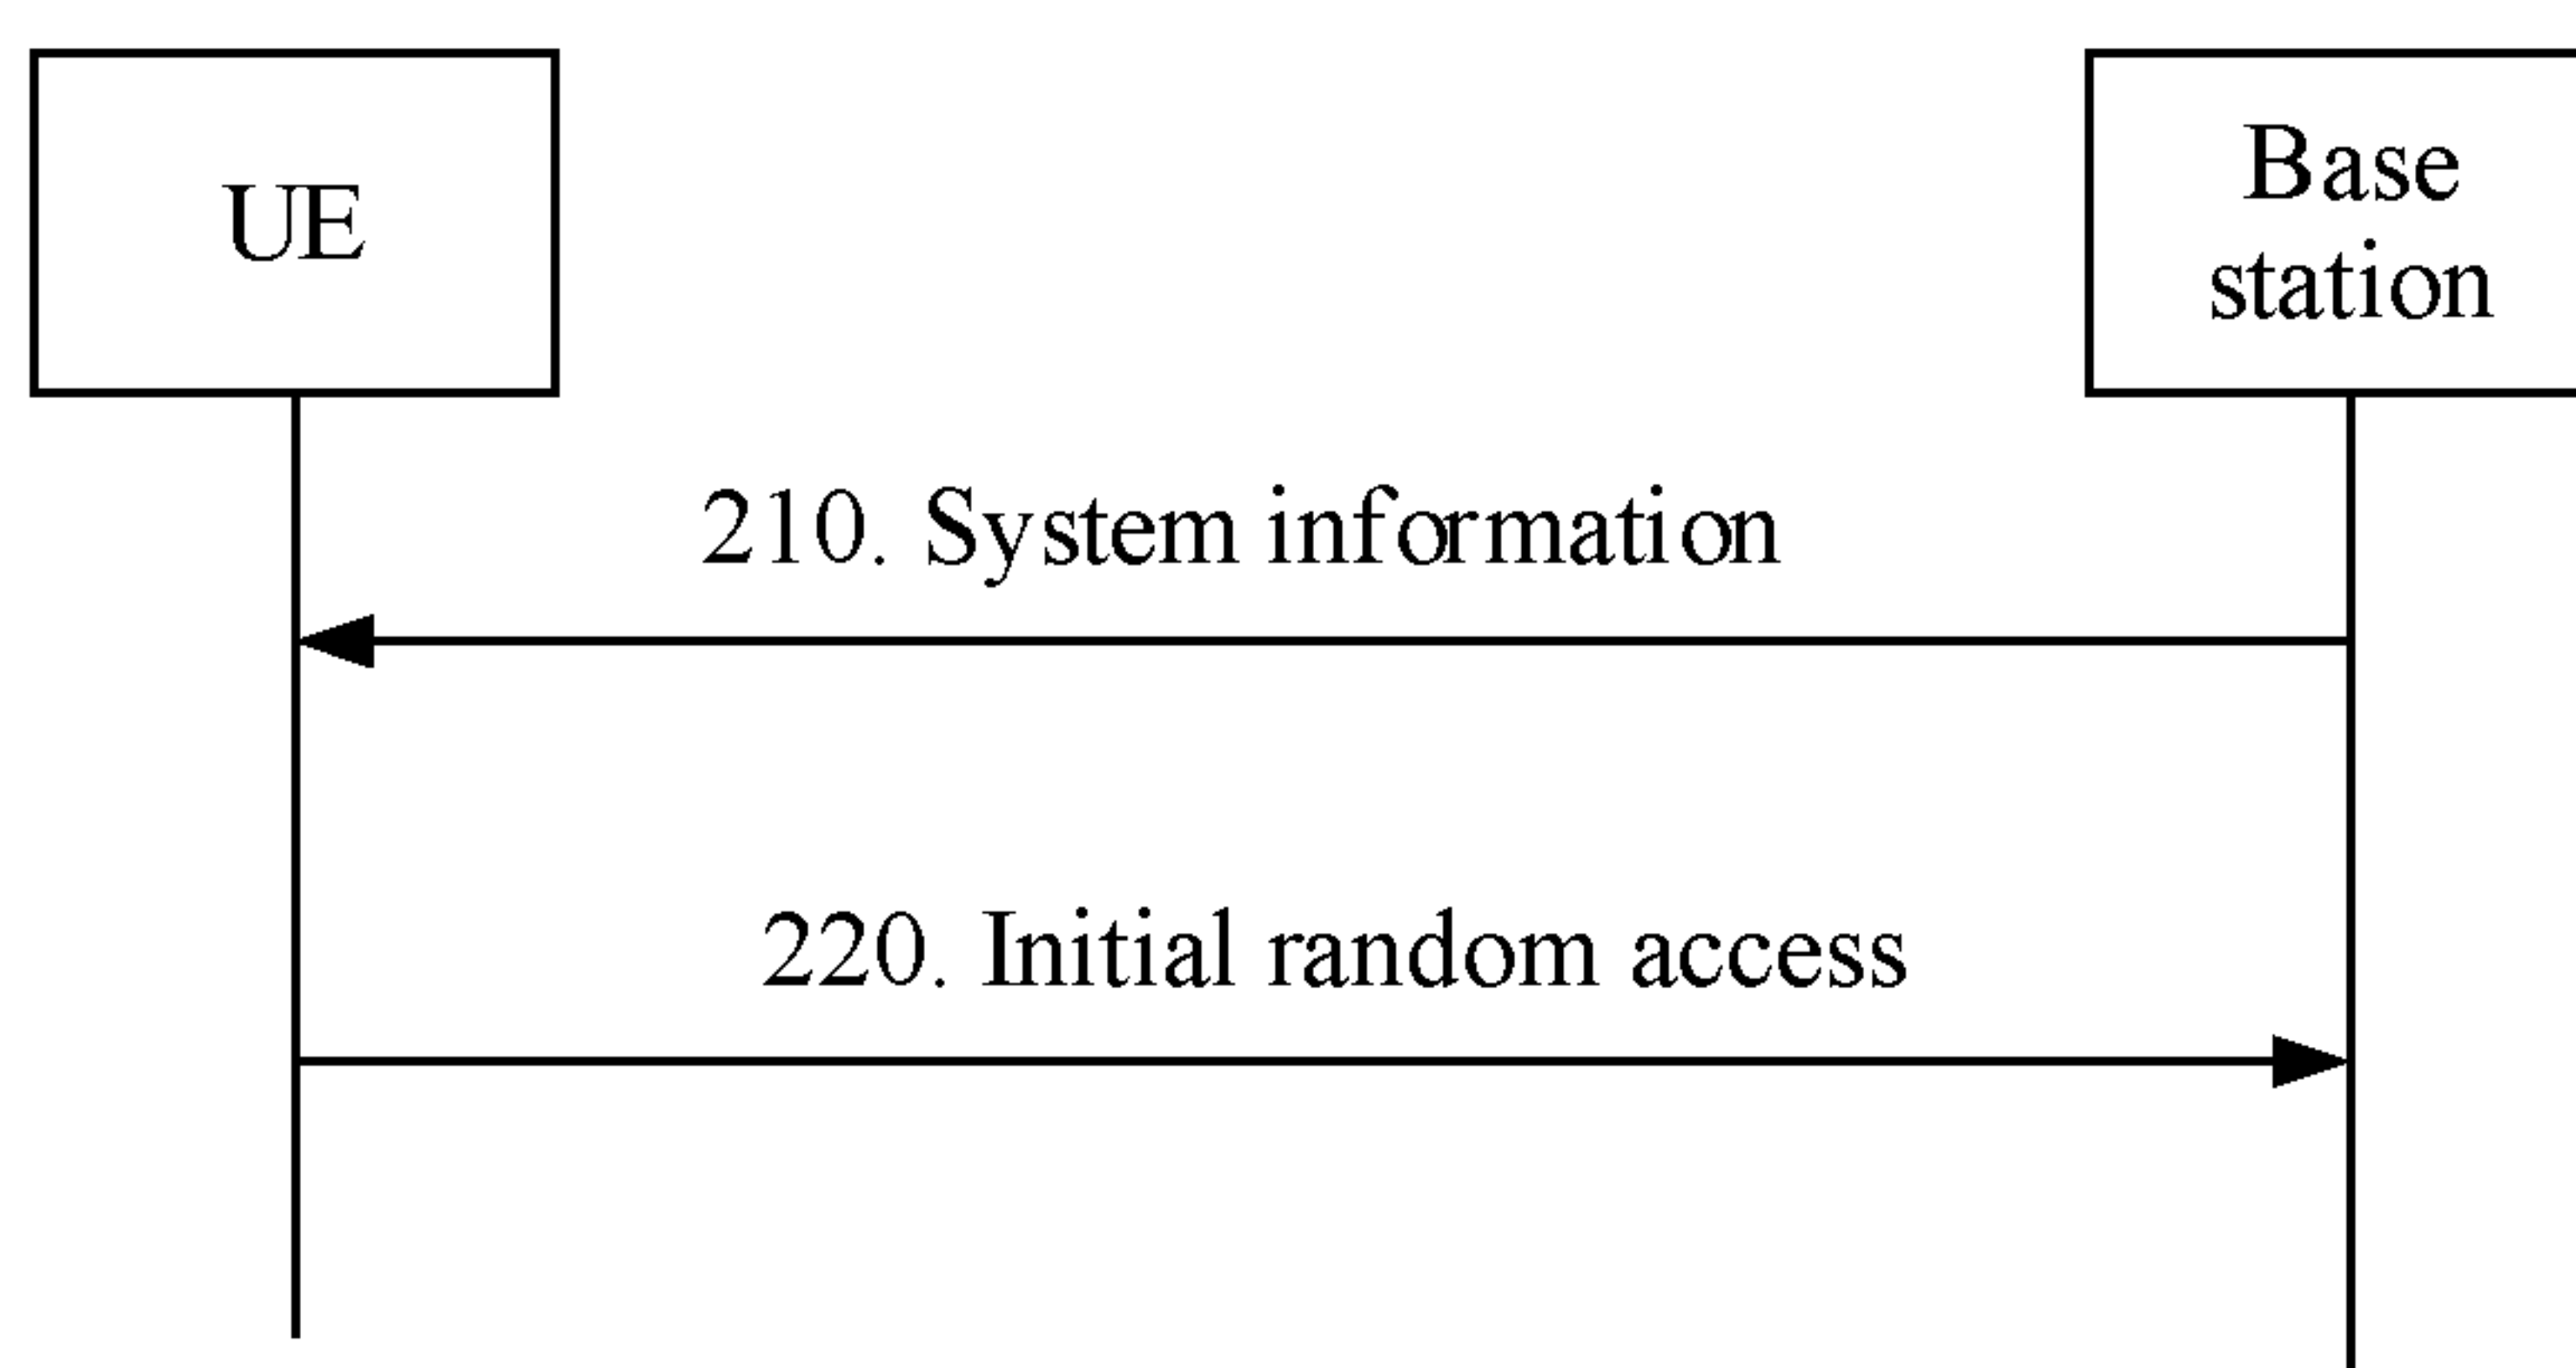 UE
Base
station
210. System information
220. Initial random access